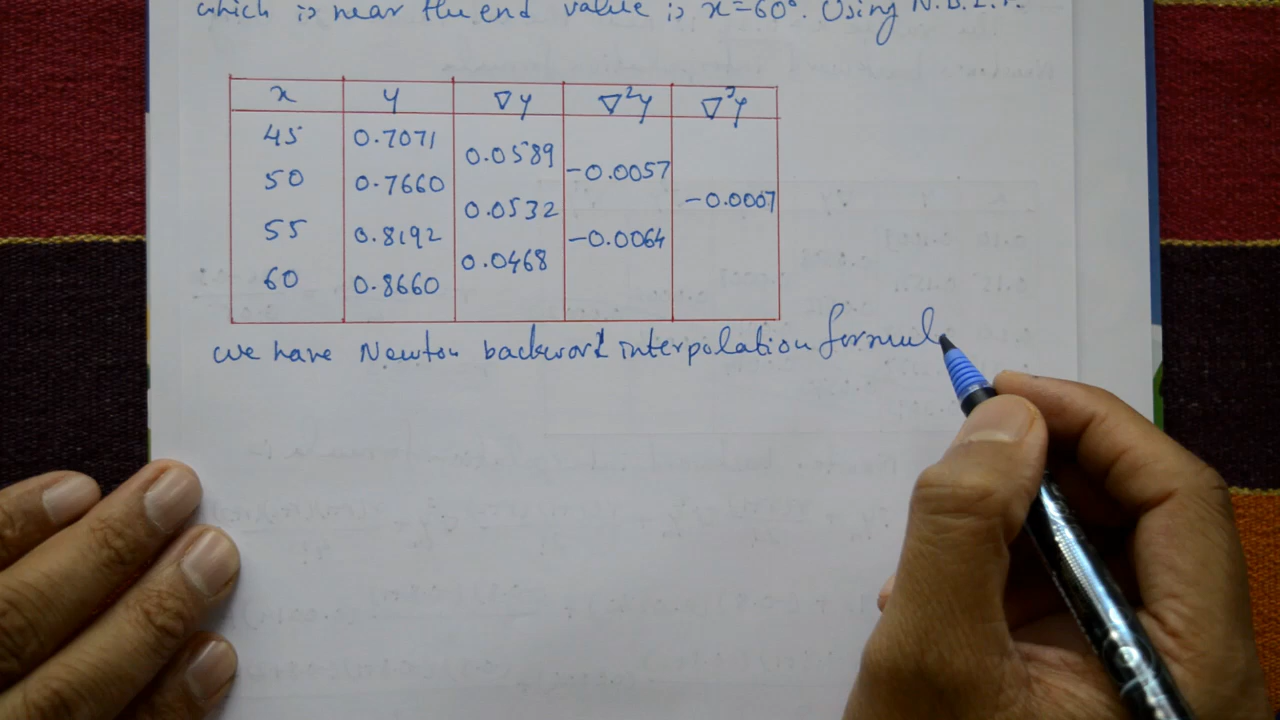 which is near the end value is x=60°. Using N.B.I.F.
x y ∇y ∇²y ∇³y
45 0.7071
0.0589
50 0.7660 -0.0057
0.0532 -0.0007
55 0.8192 -0.0064
0.0468
60 0.8660
we have Newton backward interpolation formul